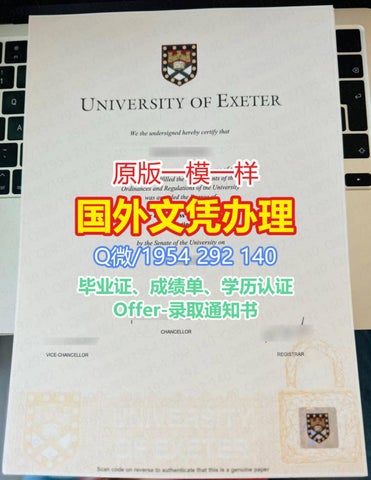 UNIVERSITY OF EXETER
We the undersigned hereby certify that
原版一模一样
Ordinances and Regulations of the University
国外文凭办理
Q微/1954 292 140
by the Senate of the University on
毕业证、成绩单、学历认证
Offer-录取通知书
CHANCELLOR
VICE-CHANCELLOR
REGISTRAR
Scan code on reverse to authenticate that this is a genuine paper